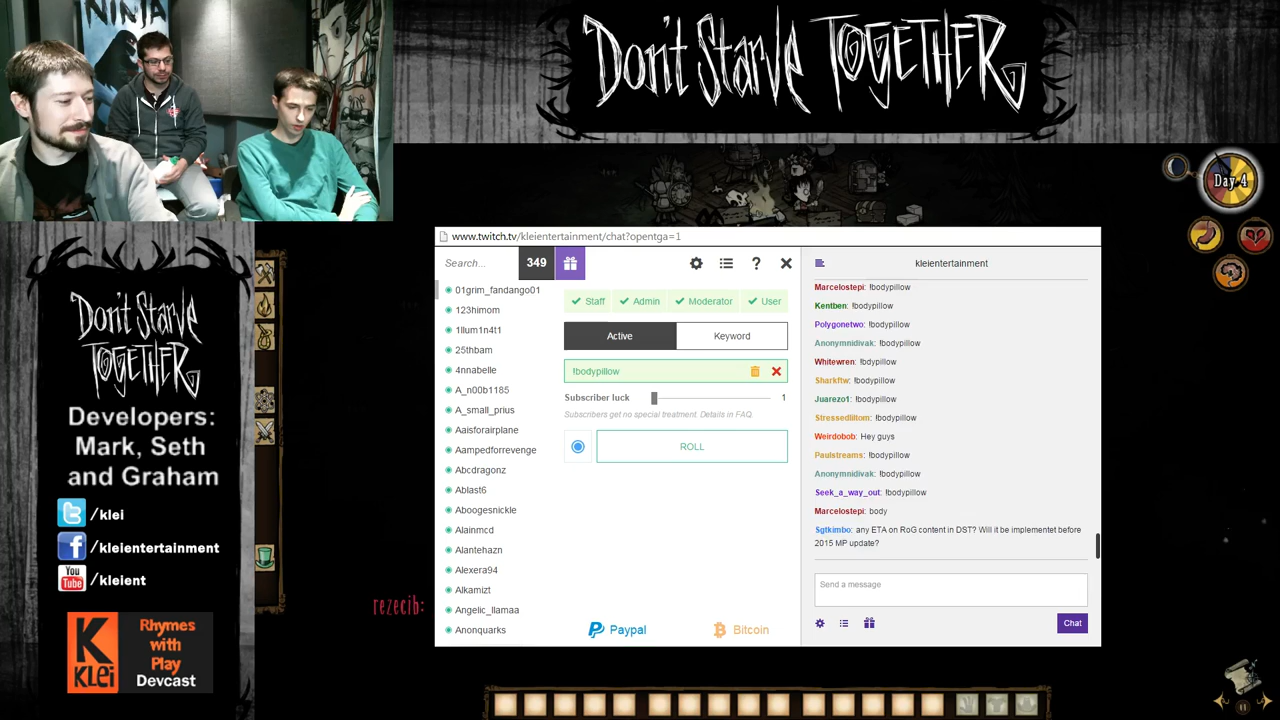 NINJA
Don't Starve TOGETHER
Day 4
Don't Starve
TOGETHER
Developers:
Mark, Seth
and Graham
/klei
/kleientertainment
You
Tube
/kleient
KLEI
Rhymes
with
Play
Devcast
rezecib:
www.twitch.tv/kleientertainment/chat?opentga=1
Search...
349
01grim_fandango01
123himom
1llum1n4t1
25thbam
4nnabelle
A_n00b1185
A_small_prius
Aaisforairplane
Aampedforrevenge
Abcdragonz
Ablast6
Aboogesnickle
Alainmcd
Alantehazn
Alexera94
Alkamizt
Angelic_llamaa
Anonquarks
Staff Admin Moderator User
Active Keyword
!bodypillow
Subscriber luck 1
Subscribers get no special treatment. Details in FAQ.
ROLL
Paypal Bitcoin
kleientertainment
Marcelostepi: !bodypillow
Kentben: !bodypillow
Polygonetwo: !bodypillow
Anonymnidivak: !bodypillow
Whitewren: !bodypillow
Sharkftw: !bodypillow
Juarezo1: !bodypillow
Stressedliltom: !bodypillow
Weirdobob: Hey guys
Paulstreams: !bodypillow
Anonymnidivak: !bodypillow
Seek_a_way_out: !bodypillow
Marcelostepi: body
Sgtkimbo: any ETA on RoG content in DST? Will it be implementet before
2015 MP update?
Send a message
Chat